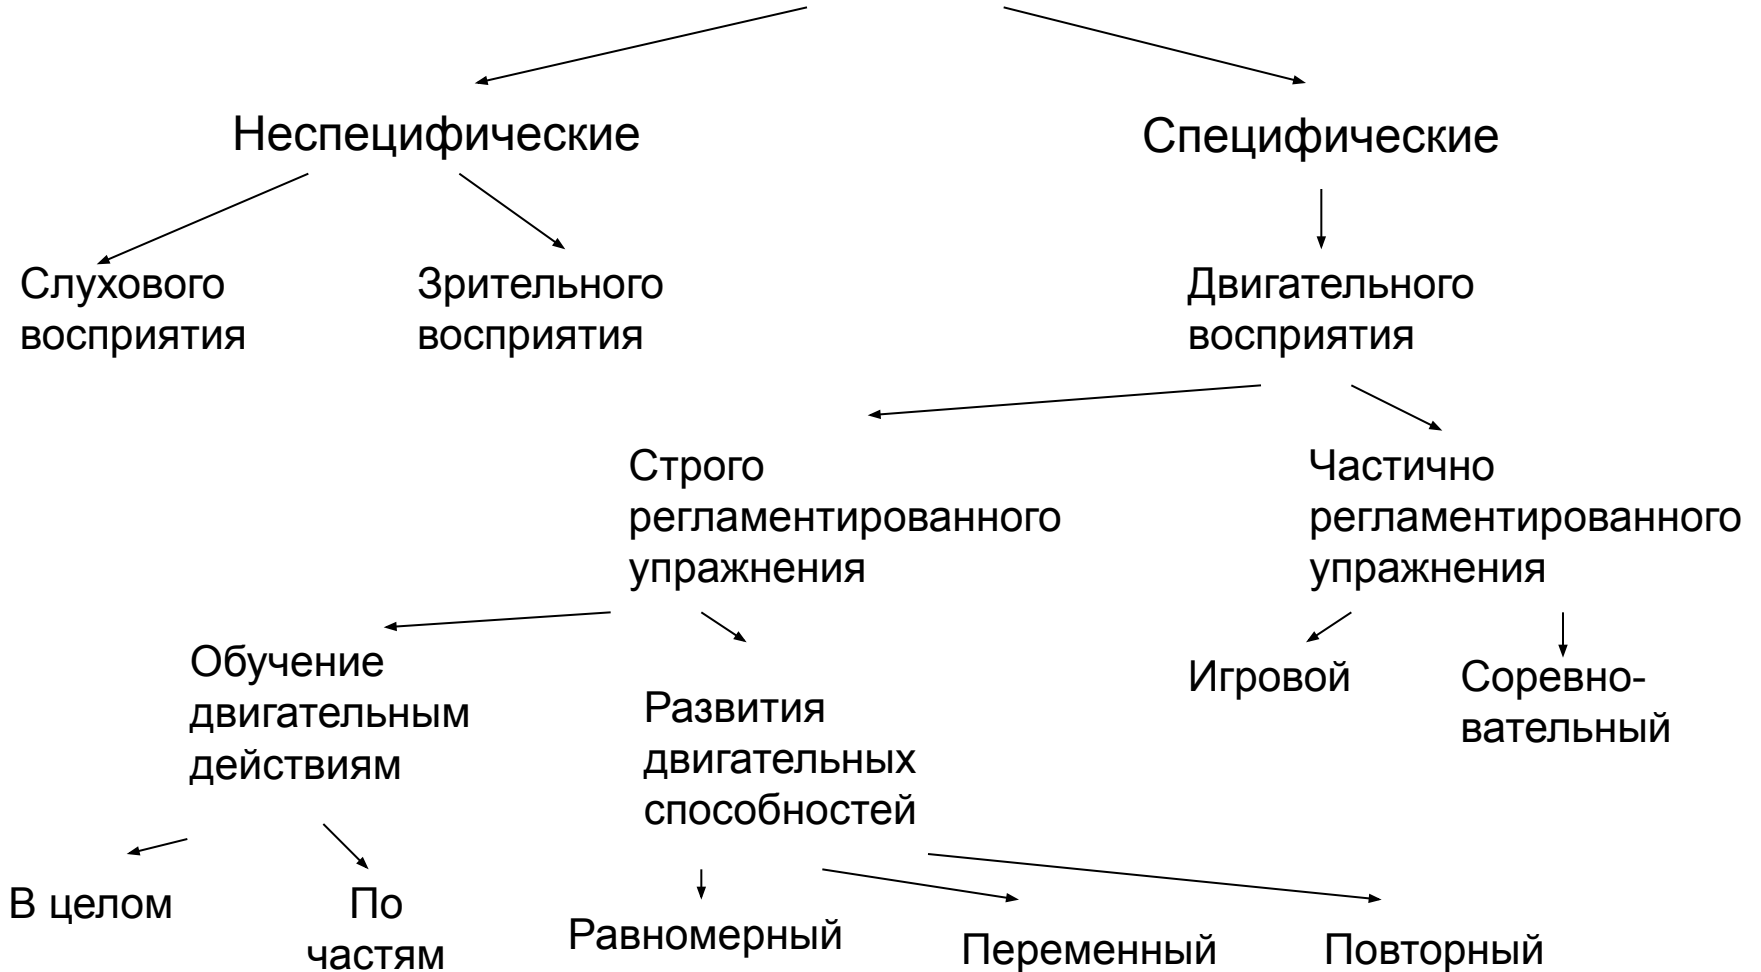 Неспецифические
Специфические
Слухового
восприятия
Зрительного
восприятия
Двигательного
восприятия
Строго
регламентированного
упражнения
Частично
регламентированного
упражнения
Обучение
двигательным
действиям
Развития
двигательных
способностей
Игровой
Соревно-
вательный
В целом
По
частям
Равномерный
Переменный
Повторный